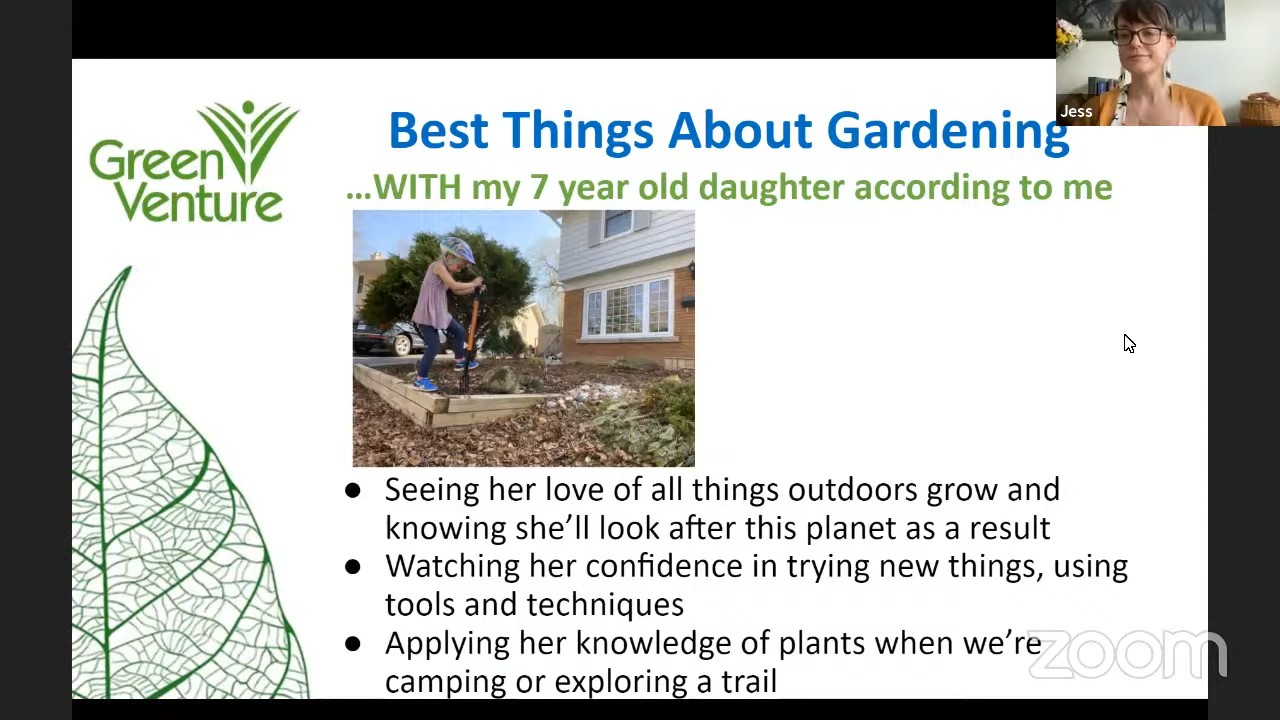 Jess
Green
Venture
Best Things About Gardening
...WITH my 7 year old daughter according to me
● Seeing her love of all things outdoors grow and
knowing she’ll look after this planet as a result
● Watching her confidence in trying new things, using
tools and techniques
● Applying her knowledge of plants when we’re
camping or exploring a trail
zoom